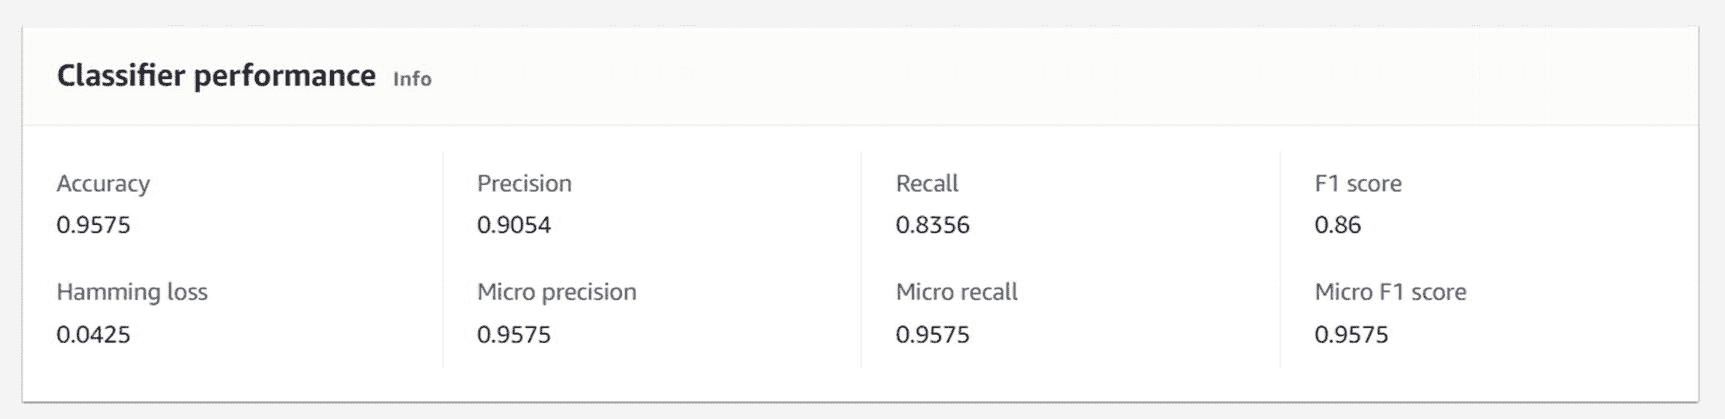 Classifier performance Info
Accuracy Precision Recall F1 score
0.9575 0.9054 0.8356 0.86
Hamming loss Micro precision Micro recall Micro F1 score
0.0425 0.9575 0.9575 0.9575